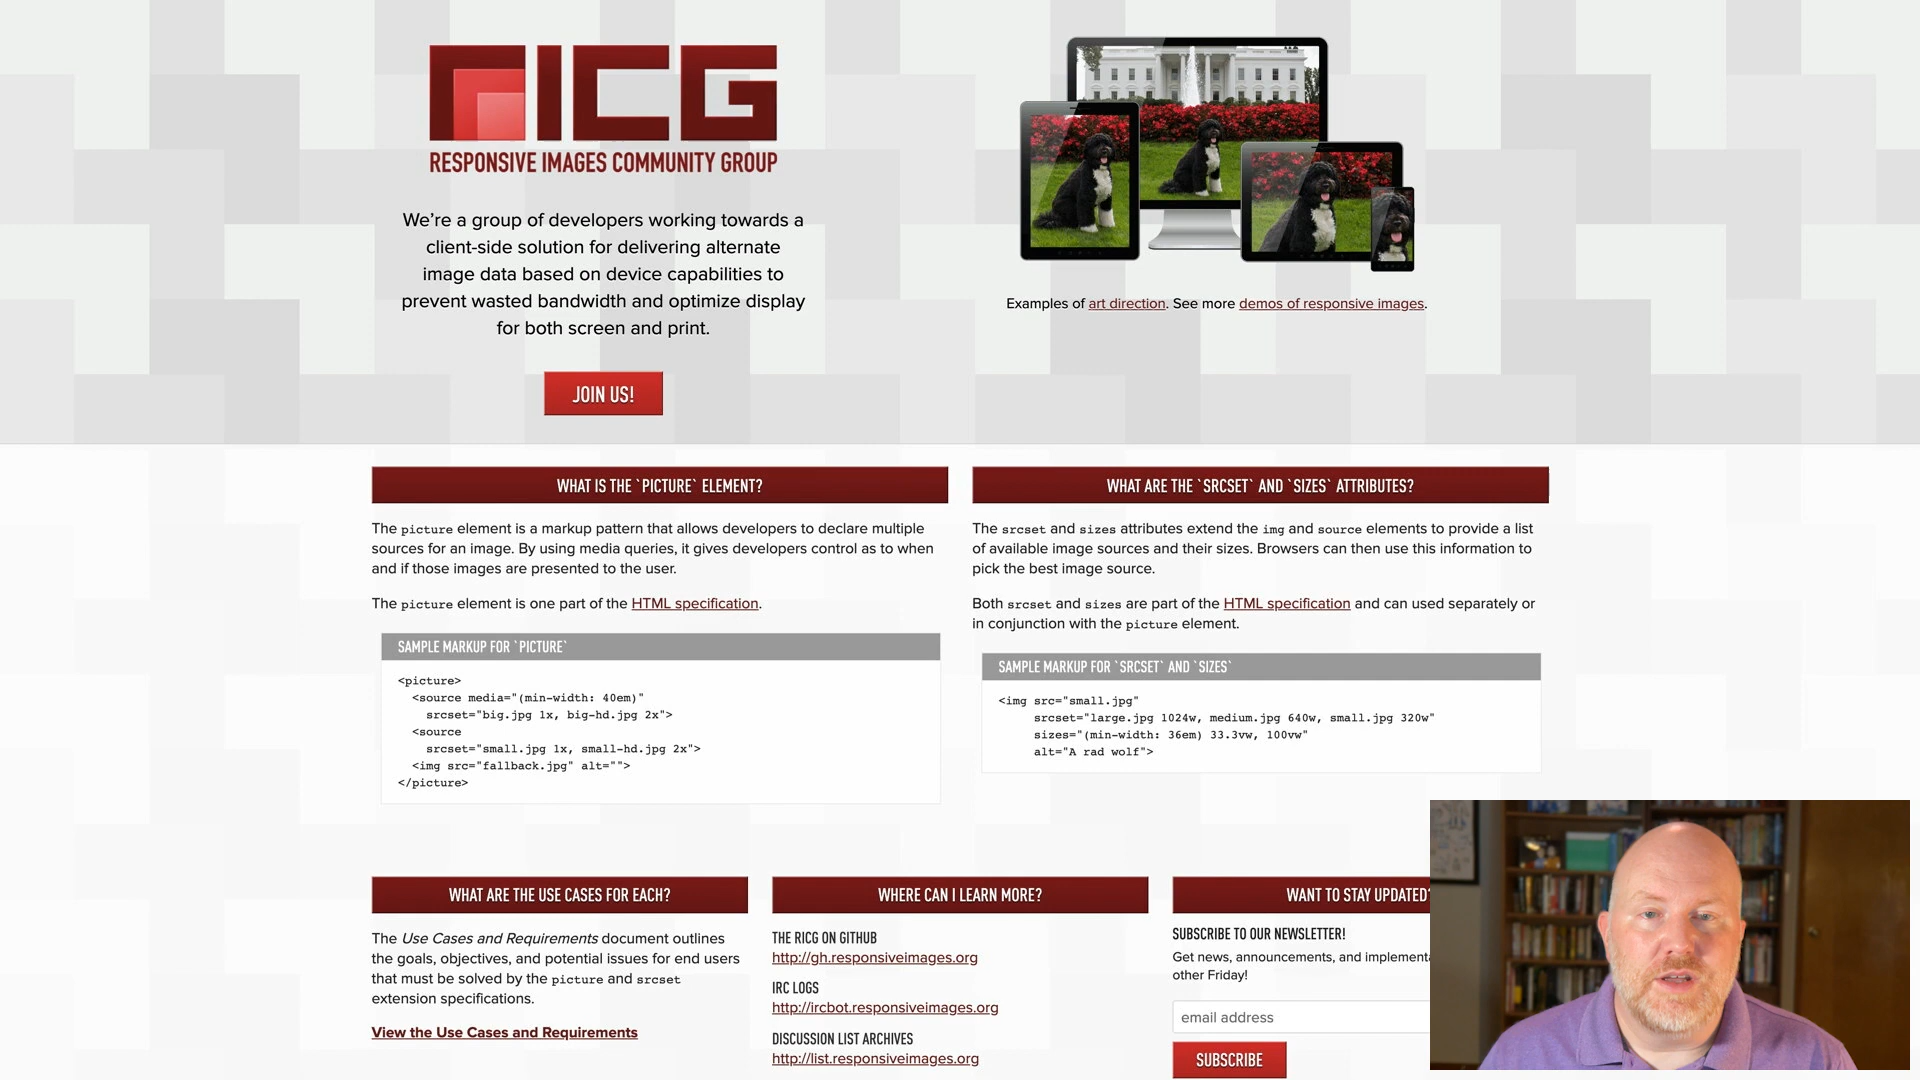 RICG
RESPONSIVE IMAGES COMMUNITY GROUP
We’re a group of developers working towards a
client-side solution for delivering alternate
image data based on device capabilities to
prevent wasted bandwidth and optimize display
for both screen and print.
JOIN US!
Examples of art direction. See more demos of responsive images.
WHAT IS THE `PICTURE` ELEMENT?
The picture element is a markup pattern that allows developers to declare multiple
sources for an image. By using media queries, it gives developers control as to when
and if those images are presented to the user.
The picture element is one part of the HTML specification.
SAMPLE MARKUP FOR `PICTURE`
<picture>
<source media="(min-width: 40em)"
srcset="big.jpg 1x, big-hd.jpg 2x">
<source
srcset="small.jpg 1x, small-hd.jpg 2x">
<img src="fallback.jpg" alt="">
</picture>
WHAT ARE THE `SRCSET` AND `SIZES` ATTRIBUTES?
The srcset and sizes attributes extend the img and source elements to provide a list
of available image sources and their sizes. Browsers can then use this information to
pick the best image source.
Both srcset and sizes are part of the HTML specification and can used separately or
in conjunction with the picture element.
SAMPLE MARKUP FOR `SRCSET` AND `SIZES`
<img src="small.jpg"
srcset="large.jpg 1024w, medium.jpg 640w, small.jpg 320w"
sizes="(min-width: 36em) 33.3vw, 100vw"
alt="A rad wolf">
WHAT ARE THE USE CASES FOR EACH?
The Use Cases and Requirements document outlines
the goals, objectives, and potential issues for end users
that must be solved by the picture and srcset
extension specifications.
View the Use Cases and Requirements
WHERE CAN I LEARN MORE?
THE RICG ON GITHUB
http://gh.responsiveimages.org
IRC LOGS
http://ircbot.responsiveimages.org
DISCUSSION LIST ARCHIVES
http://list.responsiveimages.org
WANT TO STAY UPDATED?
SUBSCRIBE TO OUR NEWSLETTER!
Get news, announcements, and implementa
other Friday!
email address
SUBSCRIBE